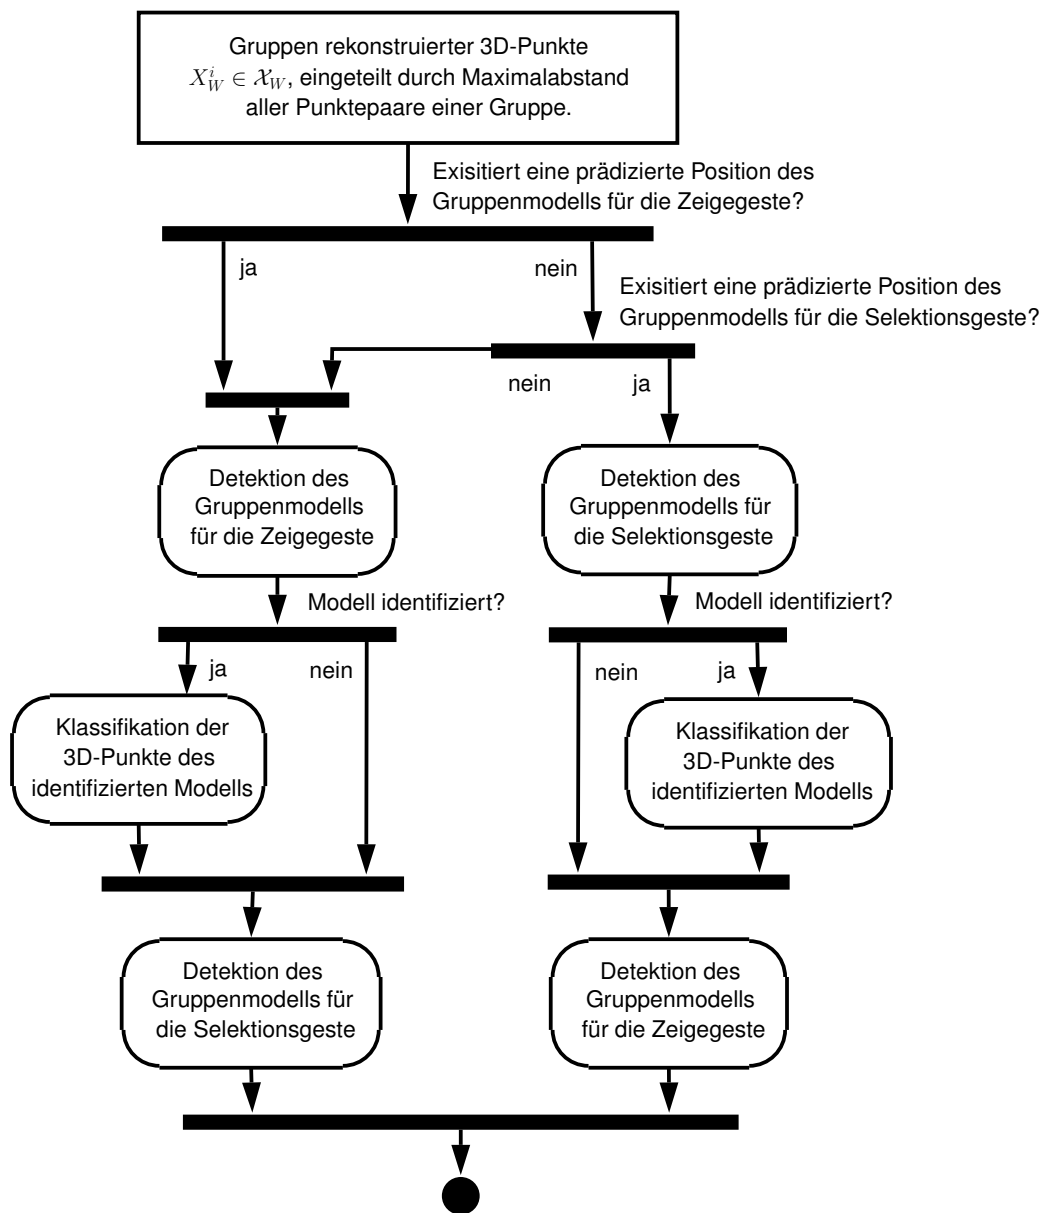 Gruppen rekonstruierter 3D-Punkte
$X_W^i \in \mathcal{X}_W$, eingeteilt durch Maximalabstand
aller Punktepaare einer Gruppe.
Exisitiert eine prädizierte Position des
Gruppenmodells für die Zeigegeste?
ja
nein
Exisitiert eine prädizierte Position des
Gruppenmodells für die Selektionsgeste?
nein
ja
Detektion des
Gruppenmodells
für die Zeigegeste
Detektion des
Gruppenmodells für
die Selektionsgeste
Modell identifiziert?
Modell identifiziert?
ja
nein
nein
ja
Klassifikation der
3D-Punkte des
identifizierten Modells
Klassifikation der
3D-Punkte des
identifizierten Modells
Detektion des
Gruppenmodells für
die Selektionsgeste
Detektion des
Gruppenmodells
für die Zeigegeste